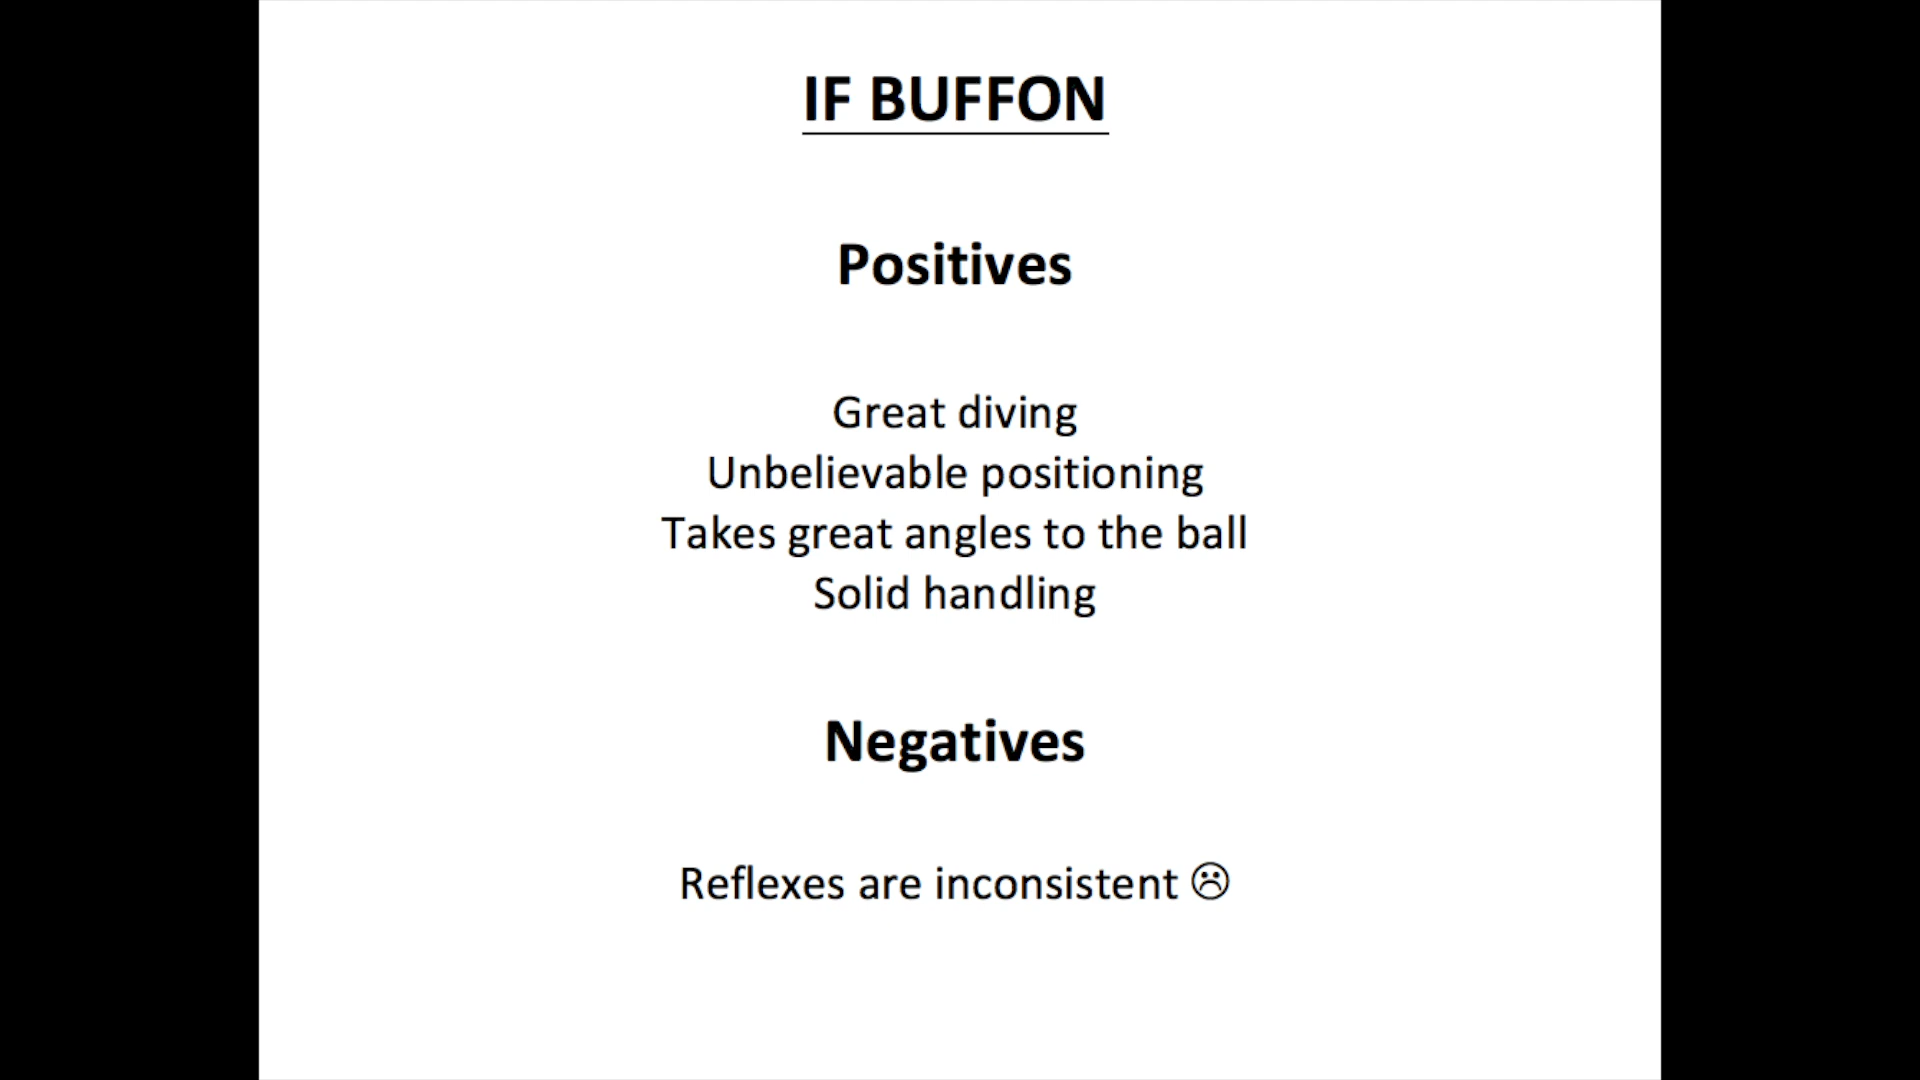 IF BUFFON
Positives
Great diving
Unbelievable positioning
Takes great angles to the ball
Solid handling
Negatives
Reflexes are inconsistent ☹